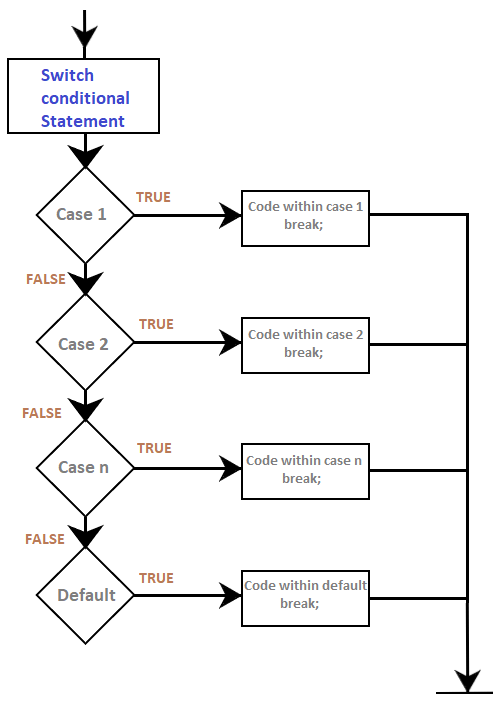 Switch
conditional
Statement
Case 1
TRUE
Code within case 1
break;
FALSE
Case 2
TRUE
Code within case 2
break;
FALSE
Case n
TRUE
Code within case n
break;
FALSE
Default
TRUE
Code within default
break;